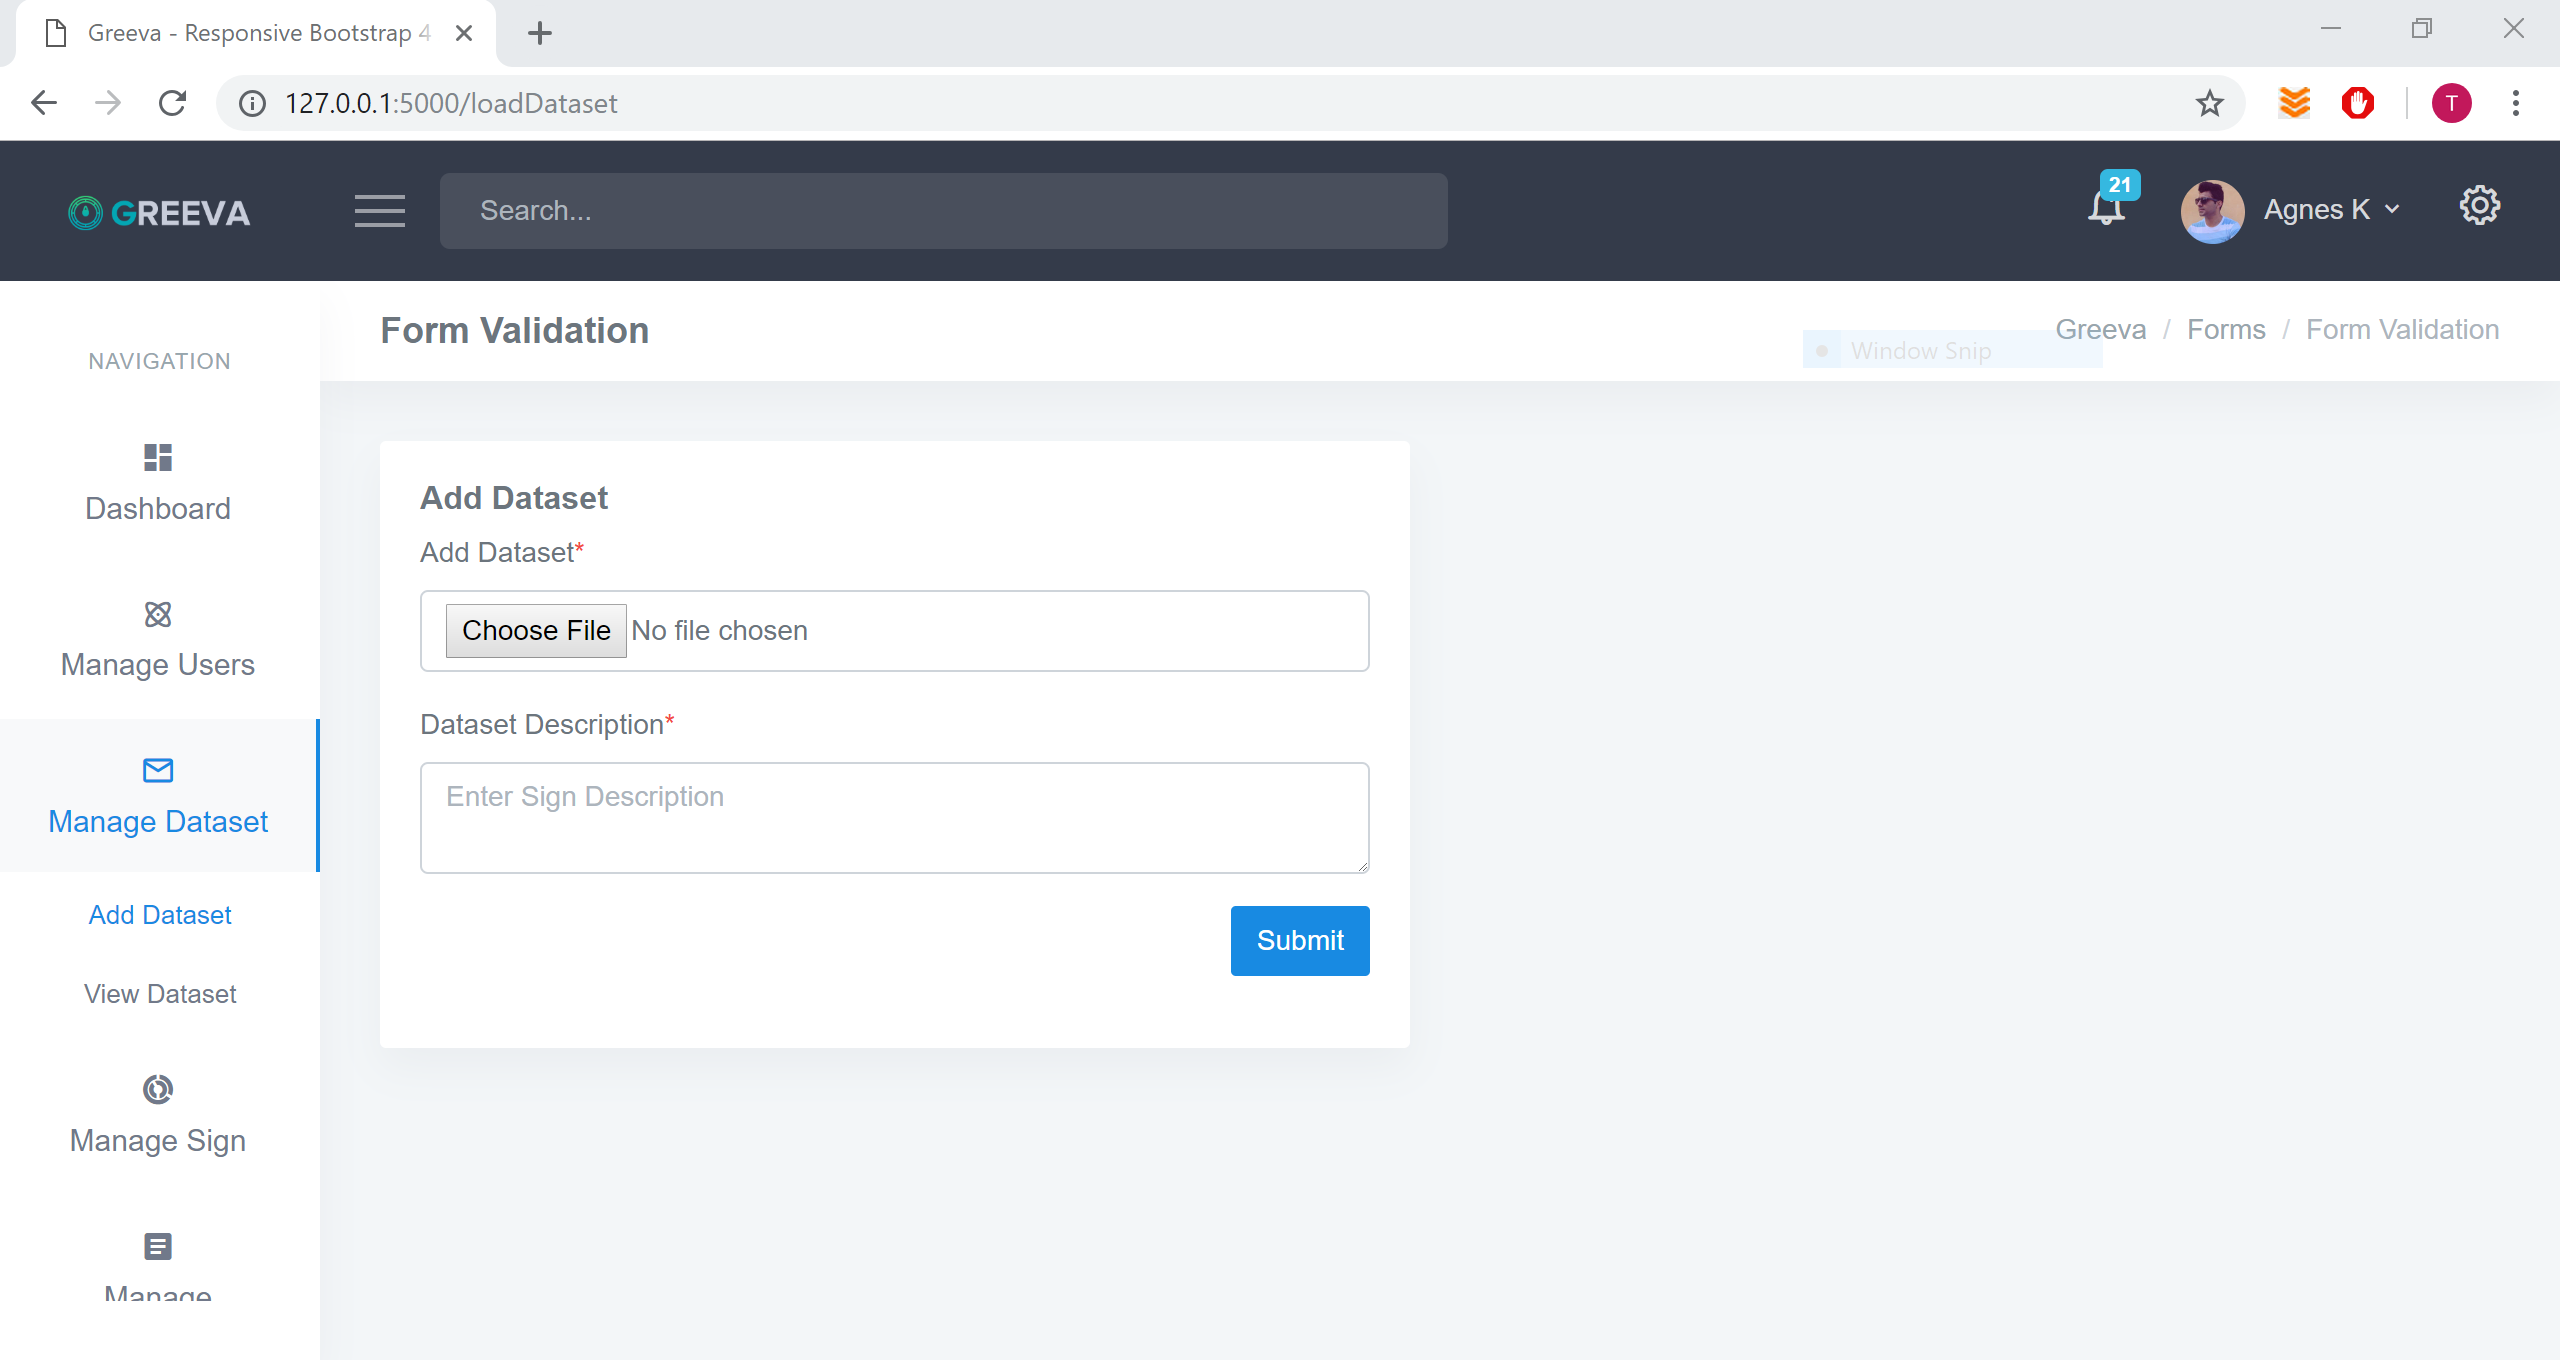 Greeva - Responsive Bootstrap 4
127.0.0.1:5000/loadDataset
T
GREEVA
Search...
21
Agnes K
Form Validation
Greeva / Forms / Form Validation
Window Snip
NAVIGATION
Dashboard
Manage Users
Manage Dataset
Add Dataset
View Dataset
Manage Sign
Manage
Add Dataset
Add Dataset*
Choose File No file chosen
Dataset Description*
Enter Sign Description
Submit